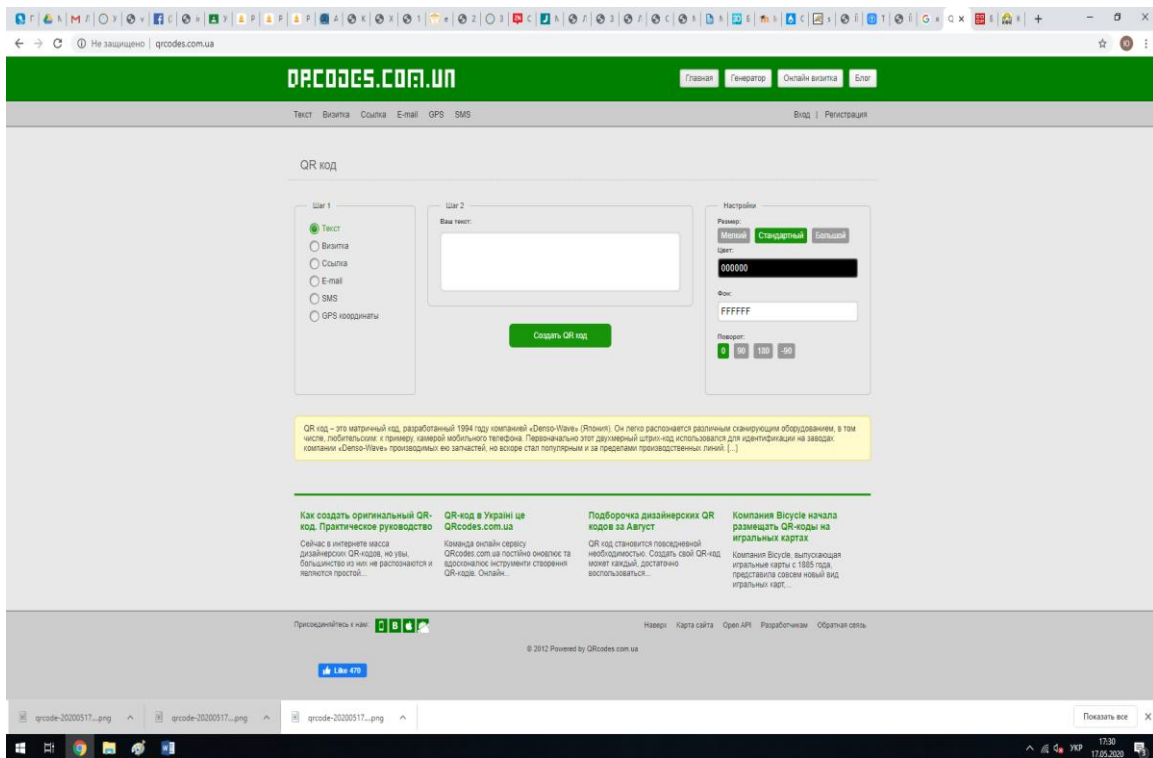 Не защищено | qrcodes.com.ua
QRCODES.COM.UA
Главная Генератор Онлайн визитка Блог
Текст Визитка Ссылка E-mail GPS SMS
Вход | Регистрация
QR код
Шаг 1
Текст
Визитка
Ссылка
E-mail
SMS
GPS координаты
Шаг 2
Ваш текст:
Создать QR код
Настройки
Размер:
Мелкий Стандартный Большой
Цвет:
000000
Фон:
FFFFFF
Поворот:
0 90 180 -90
QR код – это матричный код, разработанный 1994 году компанией «Denso-Wave» (Япония). Он легко распознается различным сканирующим оборудованием, в том
числе, любительским: к примеру, камерой мобильного телефона. Первоначально этот двухмерный штрих-код использовался для идентификации на заводах
компании «Denso-Wave» производимых ею запчастей, но вскоре стал популярным и за пределами производственных линий. [...]
Как создать оригинальный QR-
код. Практическое руководство
Сейчас в интернете масса
дизайнерских QR-кодов, но увы,
большинство из них не распознаются и
являются простой...
QR-код в Україні це
QRcodes.com.ua
Команда онлайн сервісу
QRcodes.com.ua постійно оновлює та
вдосконалює інструменти створення
QR-кодів. Онлайн...
Подборочка дизайнерских QR
кодов за Август
QR код становится повседневной
необходимостью. Создать свой QR-код
может каждый, достаточно
воспользоваться...
Компания Bicycle начала
размещать QR-коды на
игральных картах
Компания Bicycle, выпускающая
игральные карты с 1885 года,
представила совсем новый вид
игральных карт,...
Присоединяйтесь к нам:
Наверх Карта сайта Open API Разработчикам Обратная связь
© 2012 Powered by QRcodes.com.ua
Like 470
qrcode-20200517....png qrcode-20200517....png qrcode-20200517....png Показать все
УКР 17:30
17.05.2020